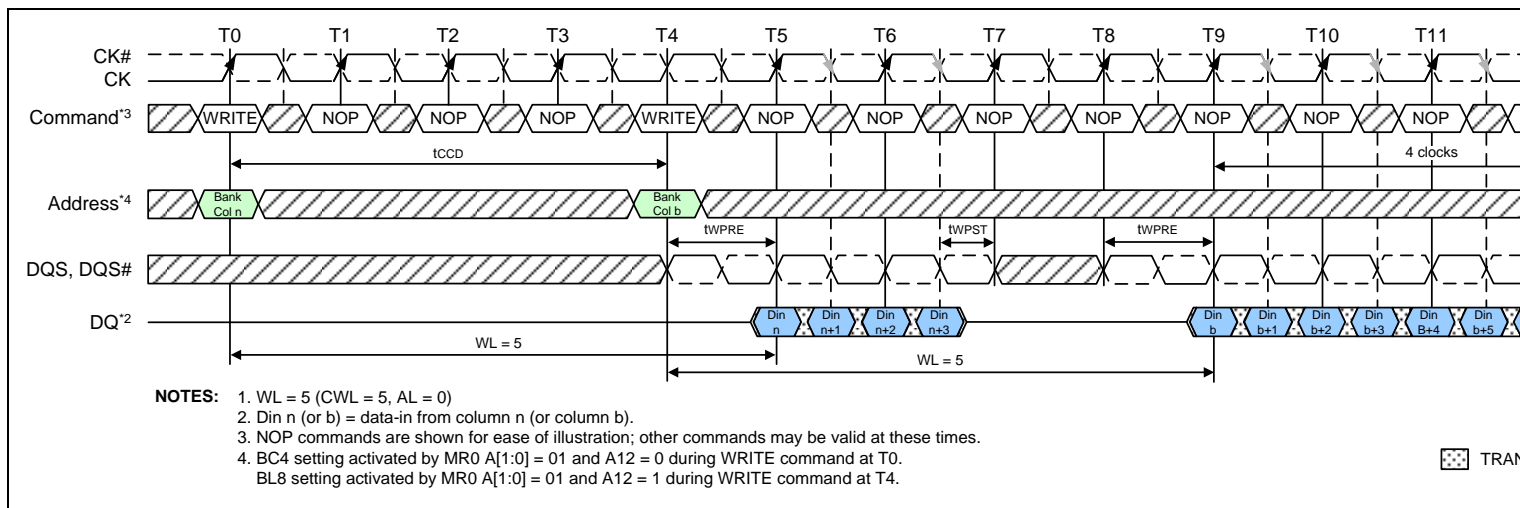 T0 T1 T2 T3 T4 T5 T6 T7 T8 T9 T10 T11
CK#
CK
Command*3 WRITE NOP NOP NOP WRITE NOP NOP NOP NOP NOP NOP NOP
tCCD 4 clocks
Address*4 Bank Col n Bank Col b
tWPRE tWPST tWPRE
DQS, DQS#
DQ*2 Din n Din n+1 Din n+2 Din n+3 Din b Din b+1 Din b+2 Din b+3 Din B+4 Din b+5
WL = 5
WL = 5
NOTES: 1. WL = 5 (CWL = 5, AL = 0)
2. Din n (or b) = data-in from column n (or column b).
3. NOP commands are shown for ease of illustration; other commands may be valid at these times.
4. BC4 setting activated by MR0 A[1:0] = 01 and A12 = 0 during WRITE command at T0.
BL8 setting activated by MR0 A[1:0] = 01 and A12 = 1 during WRITE command at T4.
TRAN